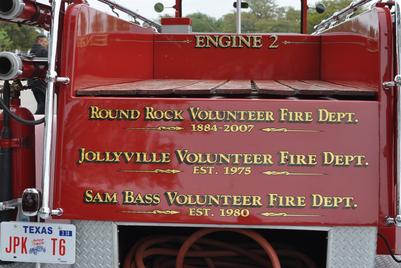 ENGINE 2
ROUND ROCK VOLUNTEER FIRE DEPT.
1884-2007
JOLLYVILLE VOLUNTEER FIRE DEPT.
EST. 1975
SAM BASS VOLUNTEER FIRE DEPT.
EST. 1980
TEXAS
JPK T6